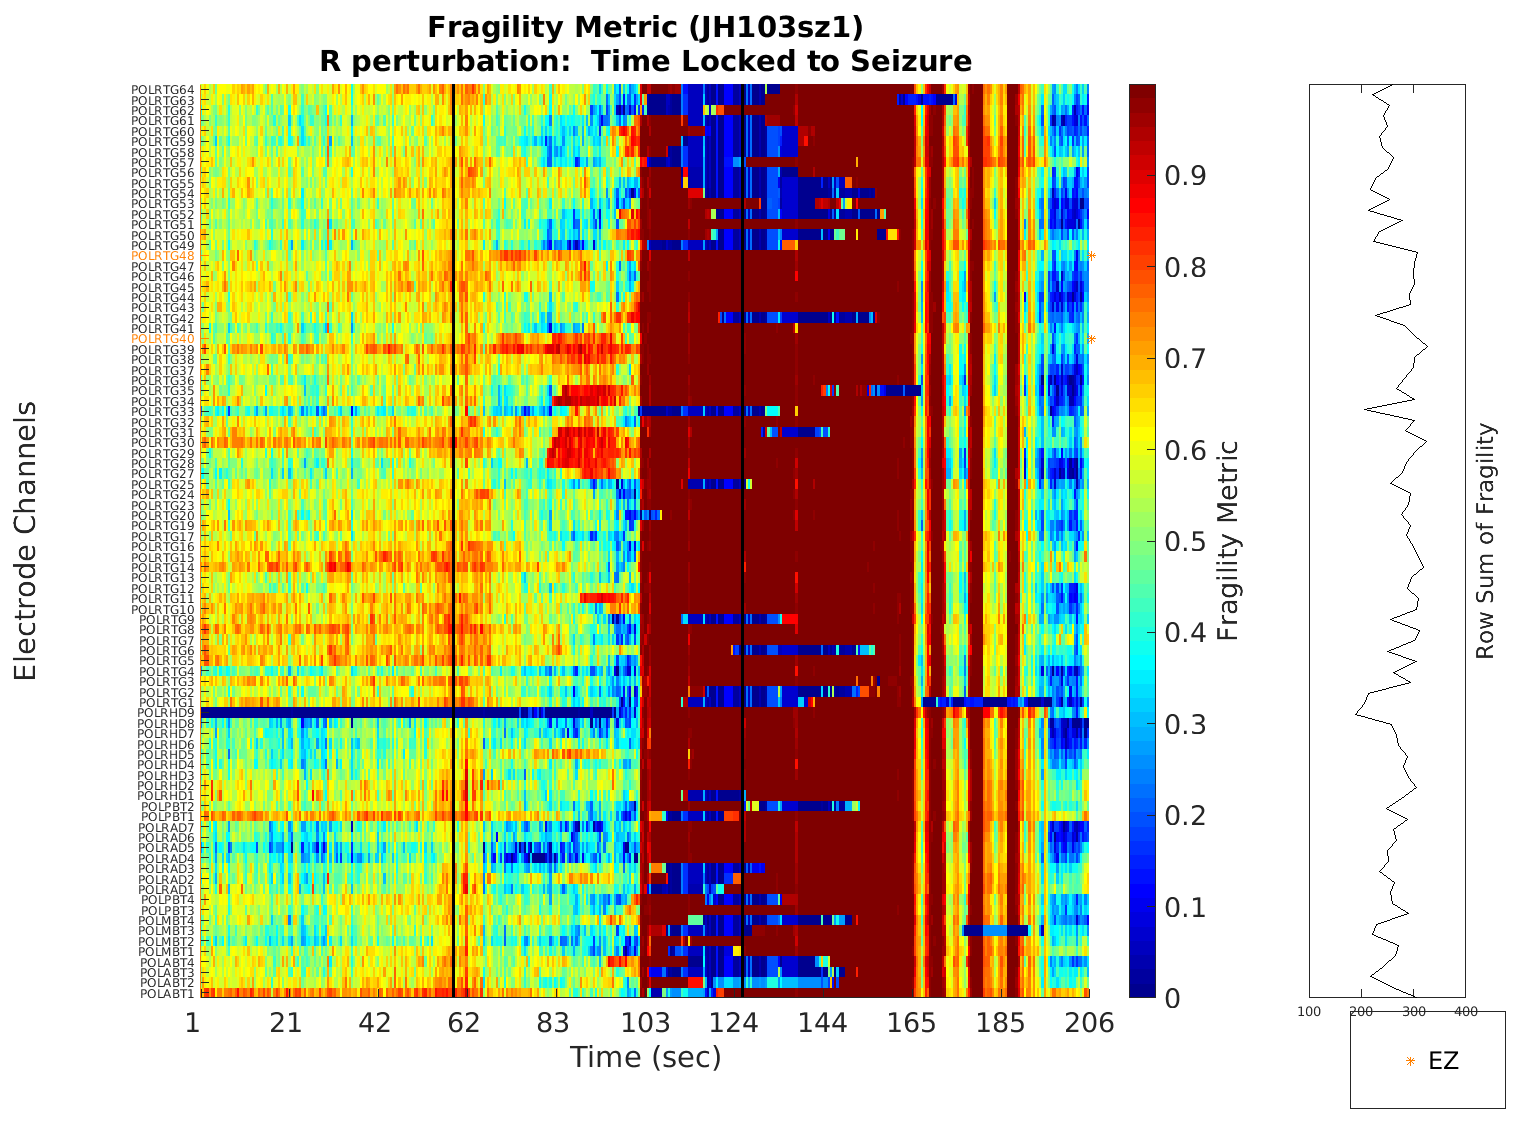 Fragility Metric (JH103sz1)
R perturbation:  Time Locked to Seizure
POLRTG64
POLRTG63
POLRTG62
POLRTG61
POLRTG60
POLRTG59
POLRTG58
POLRTG57
POLRTG56
POLRTG55
POLRTG54
POLRTG53
POLRTG52
POLRTG51
POLRTG50
POLRTG49
POLRTG48
POLRTG47
POLRTG46
POLRTG45
POLRTG44
POLRTG43
POLRTG42
POLRTG41
POLRTG40
POLRTG39
POLRTG38
POLRTG37
POLRTG36
POLRTG35
POLRTG34
POLRTG33
POLRTG32
POLRTG31
POLRTG30
POLRTG29
POLRTG28
POLRTG27
POLRTG25
POLRTG24
POLRTG23
POLRTG20
POLRTG19
POLRTG17
POLRTG16
POLRTG15
POLRTG14
POLRTG13
POLRTG12
POLRTG11
POLRTG10
POLRTG9
POLRTG8
POLRTG7
POLRTG6
POLRTG5
POLRTG4
POLRTG3
POLRTG2
POLRTG1
POLRHD9
POLRHD8
POLRHD7
POLRHD6
POLRHD5
POLRHD4
POLRHD3
POLRHD2
POLRHD1
POLPBT2
POLPBT1
POLRAD7
POLRAD6
POLRAD5
POLRAD4
POLRAD3
POLRAD2
POLRAD1
POLPBT4
POLPBT3
POLMBT4
POLMBT3
POLMBT2
POLMBT1
POLABT4
POLABT3
POLABT2
POLABT1
Electrode Channels
1 21 42 62 83 103 124 144 165 185 206
Time (sec)
0.9
0.8
0.7
0.6
0.5
0.4
0.3
0.2
0.1
0
Fragility Metric
100 200 300 400
Row Sum of Fragility
EZ